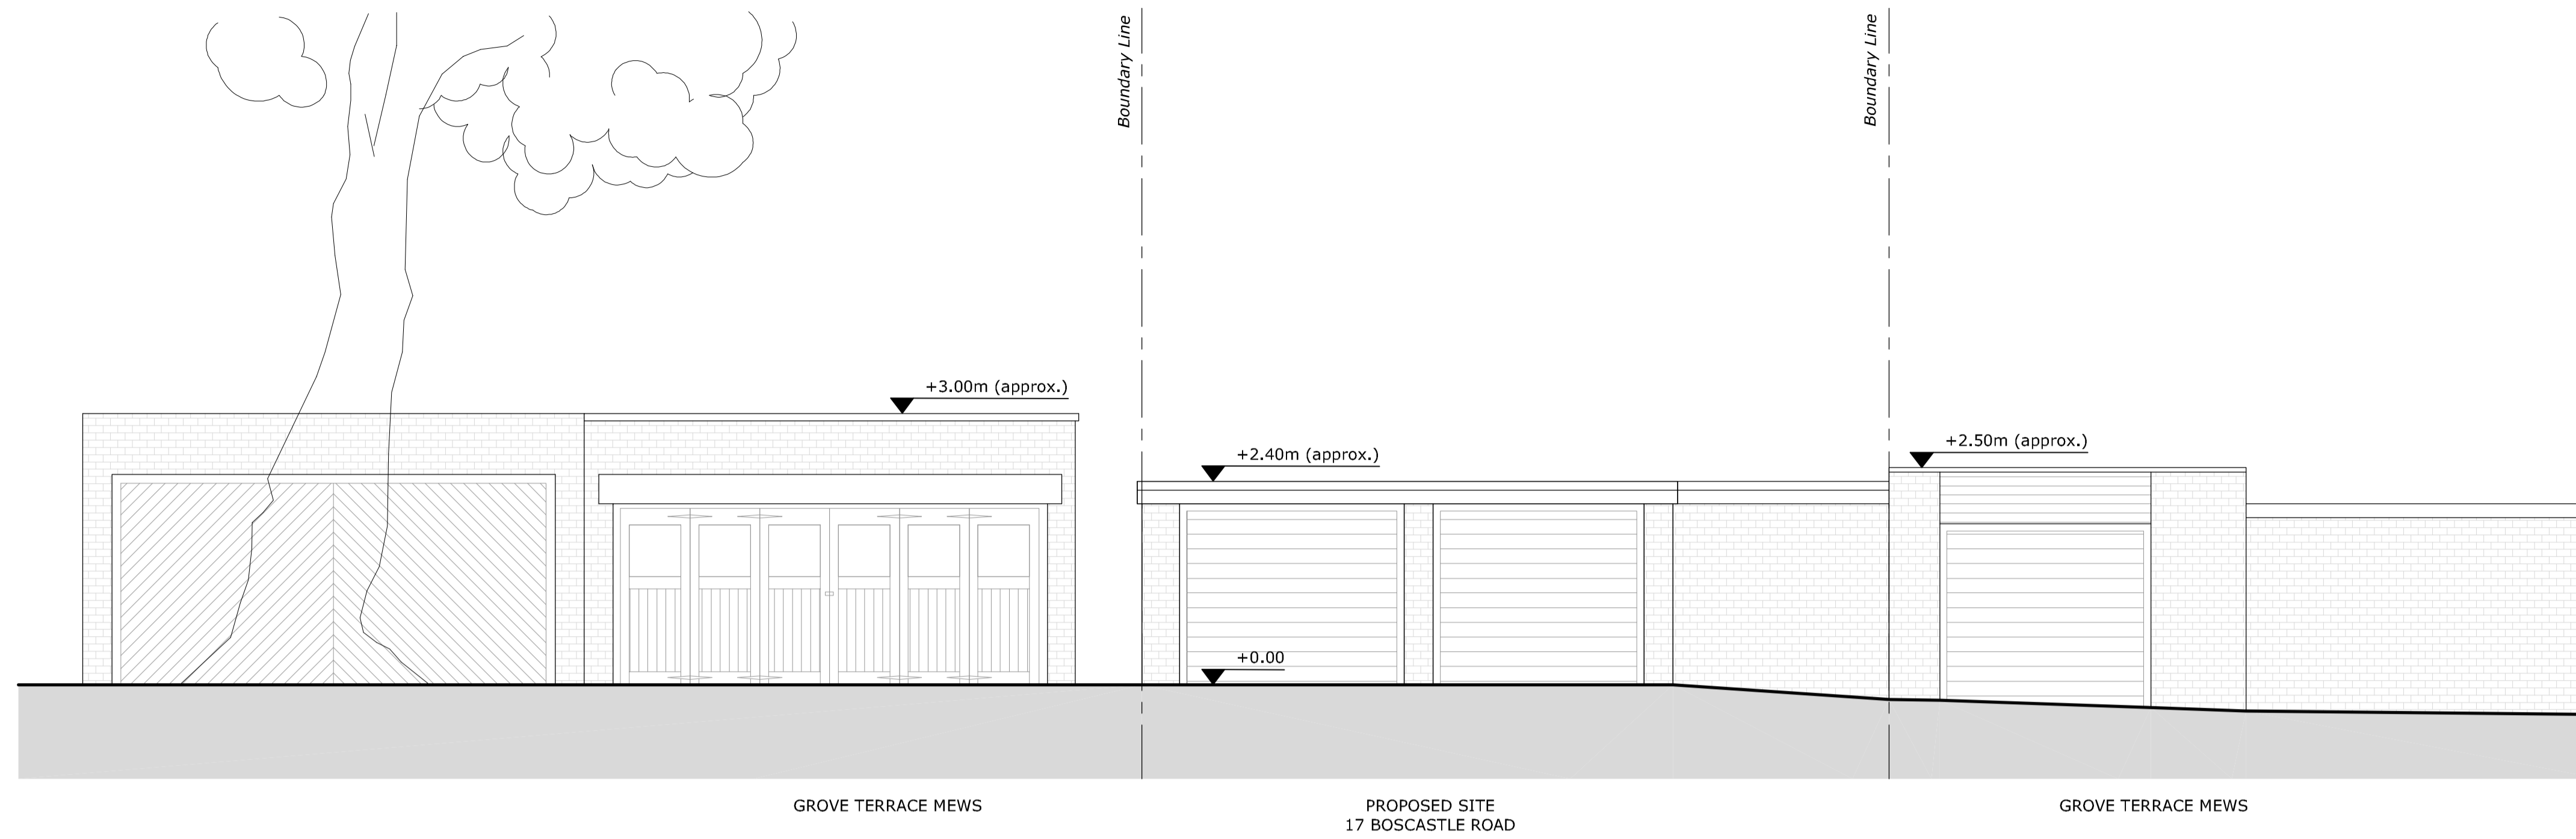 Boundary Line
Boundary Line
+3.00m (approx.)
+2.40m (approx.)
+2.50m (approx.)
+0.00
GROVE TERRACE MEWS
PROPOSED SITE
17 BOSCASTLE ROAD
GROVE TERRACE MEWS